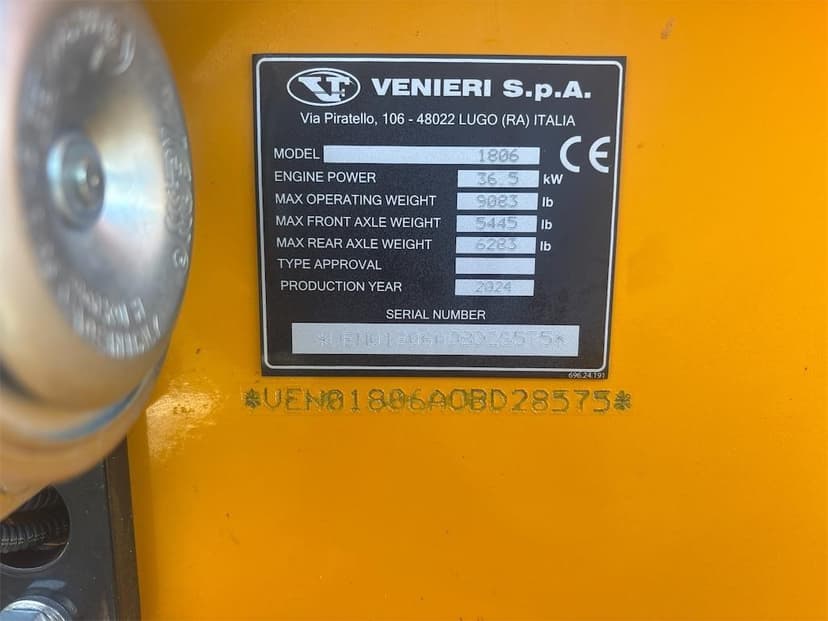 VENIERI S.p.A.
Via Piratello, 106 - 48022 LUGO (RA) ITALIA
MODEL 1806
CE
ENGINE POWER 36.5 kW
MAX OPERATING WEIGHT 9083 lb
MAX FRONT AXLE WEIGHT 5445 lb
MAX REAR AXLE WEIGHT 6283 lb
TYPE APPROVAL
PRODUCTION YEAR 2024
SERIAL NUMBER
*VEN01806A0BD28575*
696.24.191
*VEN01806A0BD28575*